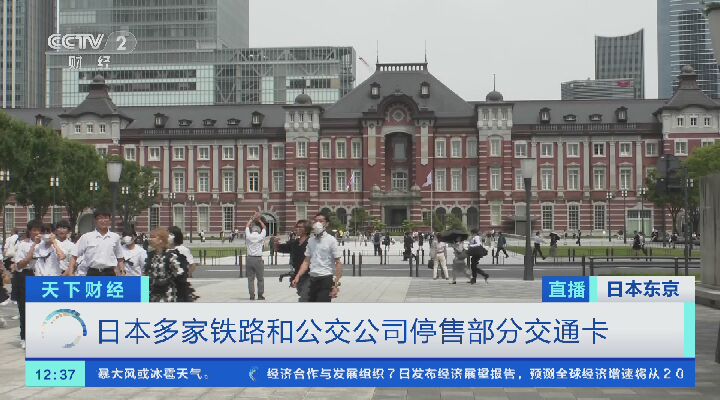 CCTV 2
财经
天下财经
直播 日本东京
日本多家铁路和公交公司停售部分交通卡
12:37 暴大风或冰雹天气。 经济合作与发展组织7日发布经济展望报告，预测全球经济增速将从2.0